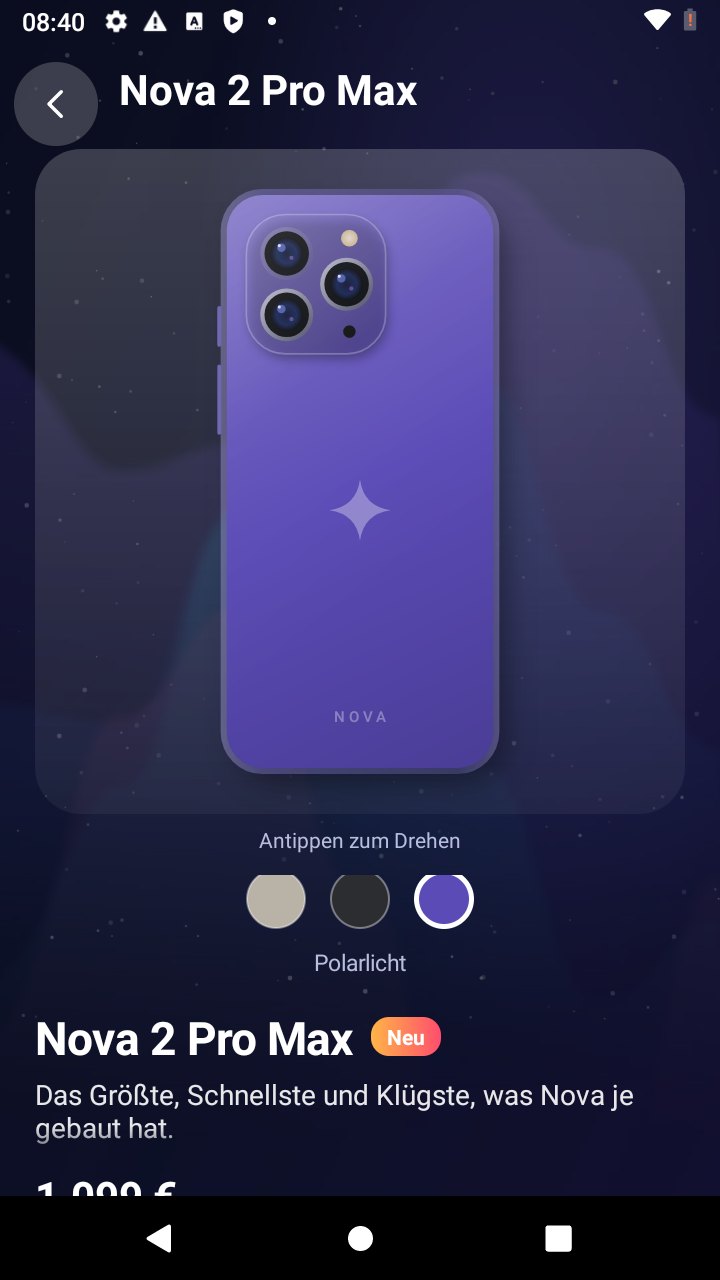 08:40
Nova 2 Pro Max
NOVA
Antippen zum Drehen
Polarlicht
Nova 2 Pro Max Neu
Das Größte, Schnellste und Klügste, was Nova je
gebaut hat.